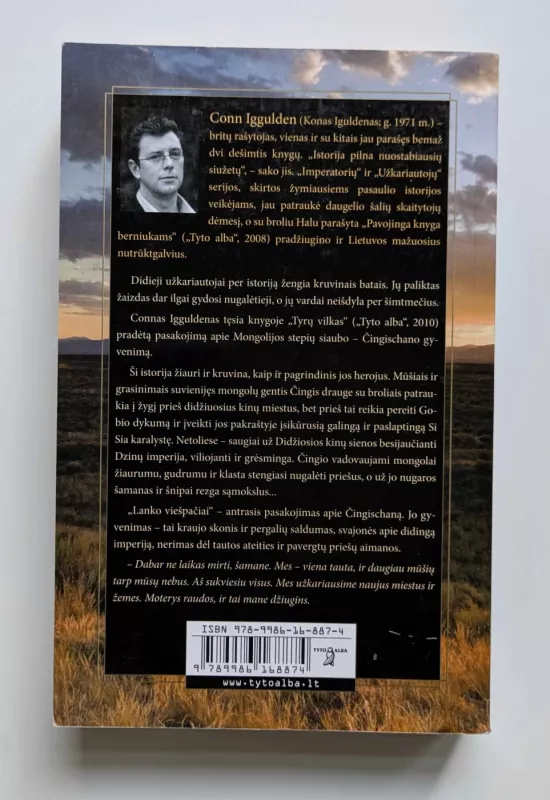 Conn Iggulden (Konas Iguldenas; g. 1971 m.) –
britų rašytojas, vienas ir su kitais jau parašęs bemaž
dvi dešimtis knygų. „Istorija pilna nuostabiausių
siužetų“, – sako jis. „Imperatorių“ ir „Užkariautojų“
serijos, skirtos žymiausiems pasaulio istorijos
veikėjams, jau patraukė daugelio šalių skaitytojų
dėmesį, o su broliu Halu parašyta „Pavojinga knyga
berniukams“ („Tyto alba“, 2008) pradžiugino ir Lietuvos mažuosius
nutrūktgalvius.
Didieji užkariautojai per istoriją žengia kruvinais batais. Jų paliktas
žaizdas dar ilgai gydosi nugalėtieji, o jų vardai neišdyla per šimtmečius.
Connas Igguldenas tęsia knygoje „Tyrų vilkas“ („Tyto alba“, 2010)
pradėtą pasakojimą apie Mongolijos stepių siaubo – Čingischano gy-
venimą.
Ši istorija žiauri ir kruvina, kaip ir pagrindinis jos herojus. Mūšiais ir
grasinimais suvienijęs mongolų gentis Čingis drauge su broliais patrau-
kia į žygį prieš didžiuosius kinų miestus, bet prieš tai reikia pereiti Go-
bio dykumą ir įveikti jos pakraštyje įsikūrusią galingą ir paslaptingą Si
Sia karalystę. Netoliese – saugiai už Didžiosios kinų sienos besijaučianti
Dzinų imperija, viliojanti ir grėsminga. Čingio vadovaujami mongolai
žiaurumu, gudrumu ir klasta stengiasi nugalėti priešus, o už jo nugaros
šamanas ir šnipai rezga sąmokslus...
„Lanko viešpačiai“ – antrasis pasakojimas apie Čingischaną. Jo gy-
venimas – tai kraujo skonis ir pergalių saldumas, svajonės apie didingą
imperiją, nerimas dėl tautos ateities ir pavergtų priešų aimanos.
– Dabar ne laikas mirti, šamane. Mes – viena tauta, ir daugiau mūšių
tarp mūsų nebus. Aš sukviesiu visus. Mes užkariausime naujus miestus ir
žemes. Moterys raudos, ir tai mane džiugins.
ISBN 978-9986-16-887-4
TYTO ALBA
9 789986 168874
www.tytoalba.lt